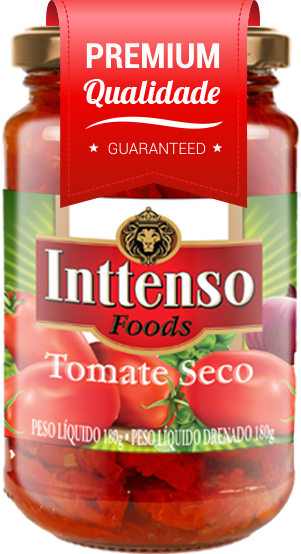 PREMIUM
Qualidade
★ GUARANTEED ★
Inttenso
Foods
Tomate Seco
PESO LÍQUIDO 180g • PESO LÍQUIDO DRENADO 180g